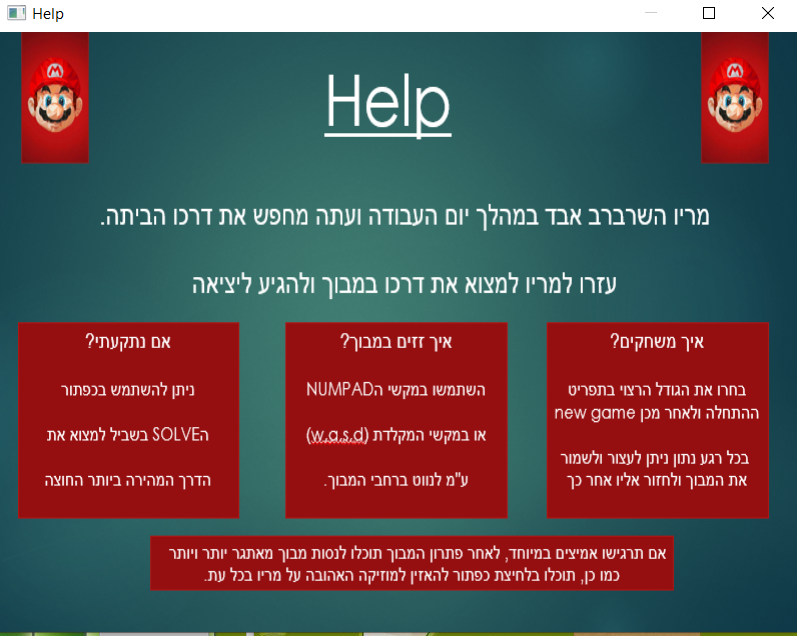 Help
Help
מריו השרברב אבד במהלך יום העבודה ועתה מחפש את דרכו הביתה.
עזרו למריו למצוא את דרכו במבוך ולהגיע ליציאה
איך משחקים?
בחרו את הגודל הרצוי בתפריט
ההתחלה ולאחר מכן new game
בכל רגע נתון ניתן לעצור ולשמור
את המבוך ולחזור אליו אחר כך
איך זזים במבוך?
השתמשו במקשי הNUMPAD
או במקשי המקלדת (w,a,s,d)
ע"מ לנווט ברחבי המבוך.
אם נתקעתי?
ניתן להשתמש בכפתור
הSOLVE בשביל למצוא את
הדרך המהירה ביותר החוצה
אם תרגישו אמיצים במיוחד, לאחר פתרון המבוך תוכלו לנסות מבוך מאתגר יותר ויותר
כמו כן, תוכלו בלחיצת כפתור להאזין למוזיקה האהובה על מריו בכל עת.